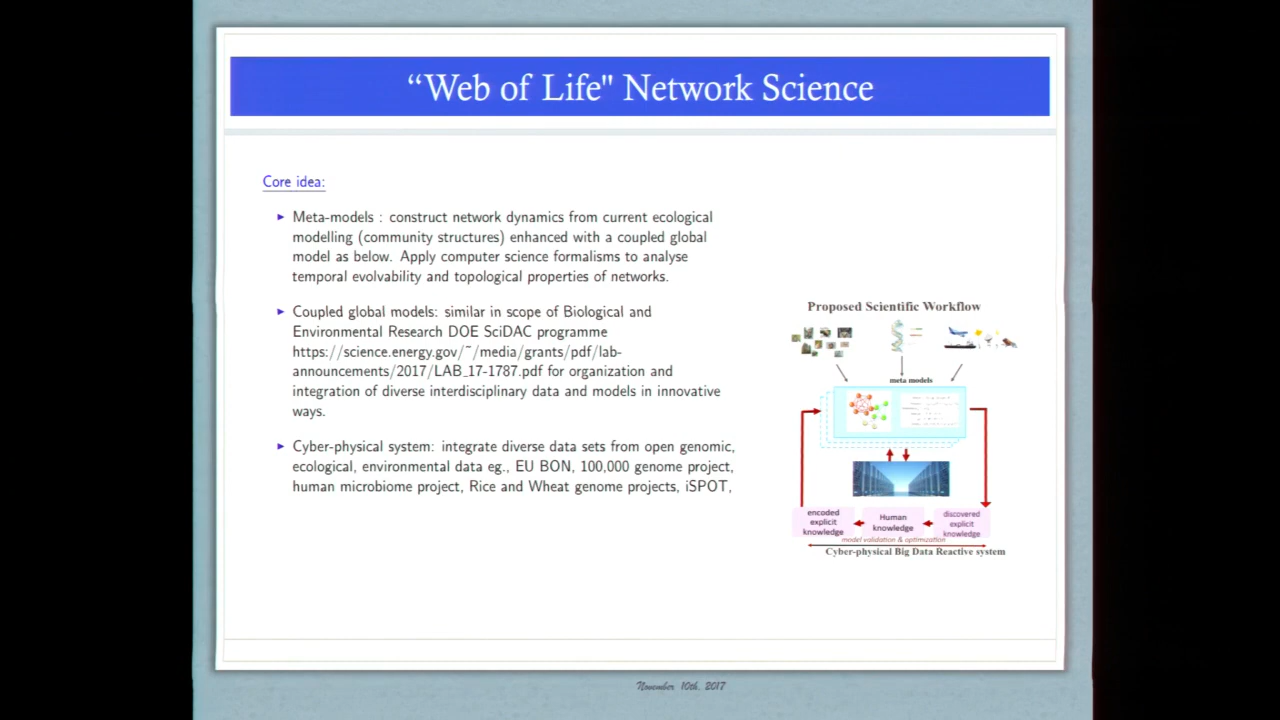 “Web of Life" Network Science
Core idea:
▶ Meta-models : construct network dynamics from current ecological
modelling (community structures) enhanced with a coupled global
model as below. Apply computer science formalisms to analyse
temporal evolvability and topological properties of networks.
▶ Coupled global models: similar in scope of Biological and
Environmental Research DOE SciDAC programme
https://science.energy.gov/~/media/grants/pdf/lab-
announcements/2017/LAB_17-1787.pdf for organization and
integration of diverse interdisciplinary data and models in innovative
ways.
▶ Cyber-physical system: integrate diverse data sets from open genomic,
ecological, environmental data eg., EU BON, 100,000 genome project,
human microbiome project, Rice and Wheat genome projects, iSPOT,
Proposed Scientific Workflow
meta models
encoded
explicit
knowledge
Human
knowledge
discovered
explicit
knowledge
model validation & optimization
Cyber-physical Big Data Reactive system
November 10th, 2017